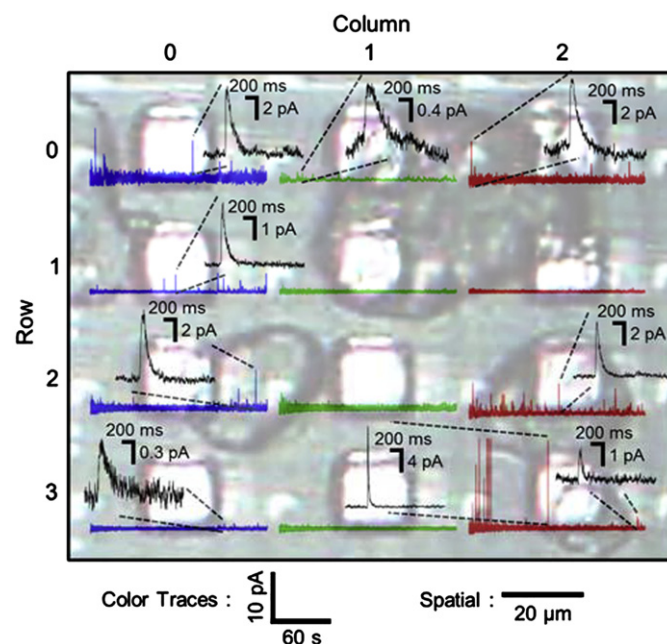 Column
0 1 2
Row
0
200 ms
2 pA
200 ms
0.4 pA
200 ms
2 pA
1
200 ms
1 pA
2
200 ms
2 pA
200 ms
2 pA
3
200 ms
0.3 pA
200 ms
4 pA
200 ms
1 pA
Color Traces :
10 pA
60 s
Spatial :
20 µm